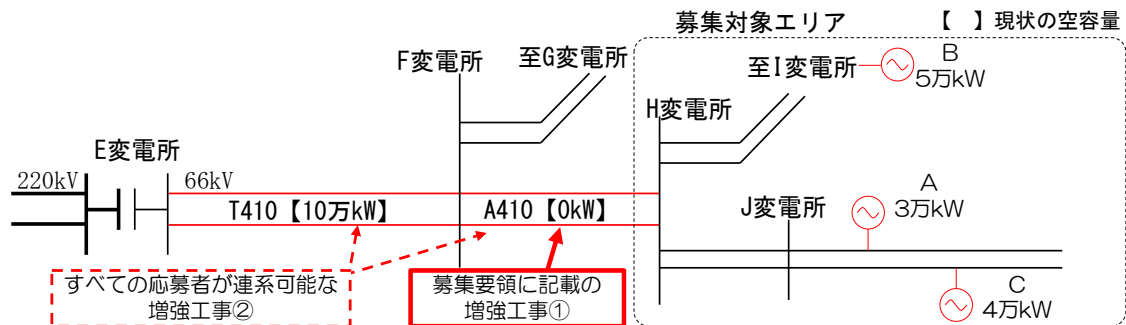 募集対象エリア
【　】現状の空容量
F変電所
至G変電所
至I変電所
B
5万kW
H変電所
E変電所
220kV
66kV
T410【10万kW】
A410【0kW】
J変電所
A
3万kW
すべての応募者が連系可能な
増強工事②
募集要領に記載の
増強工事①
C
4万kW